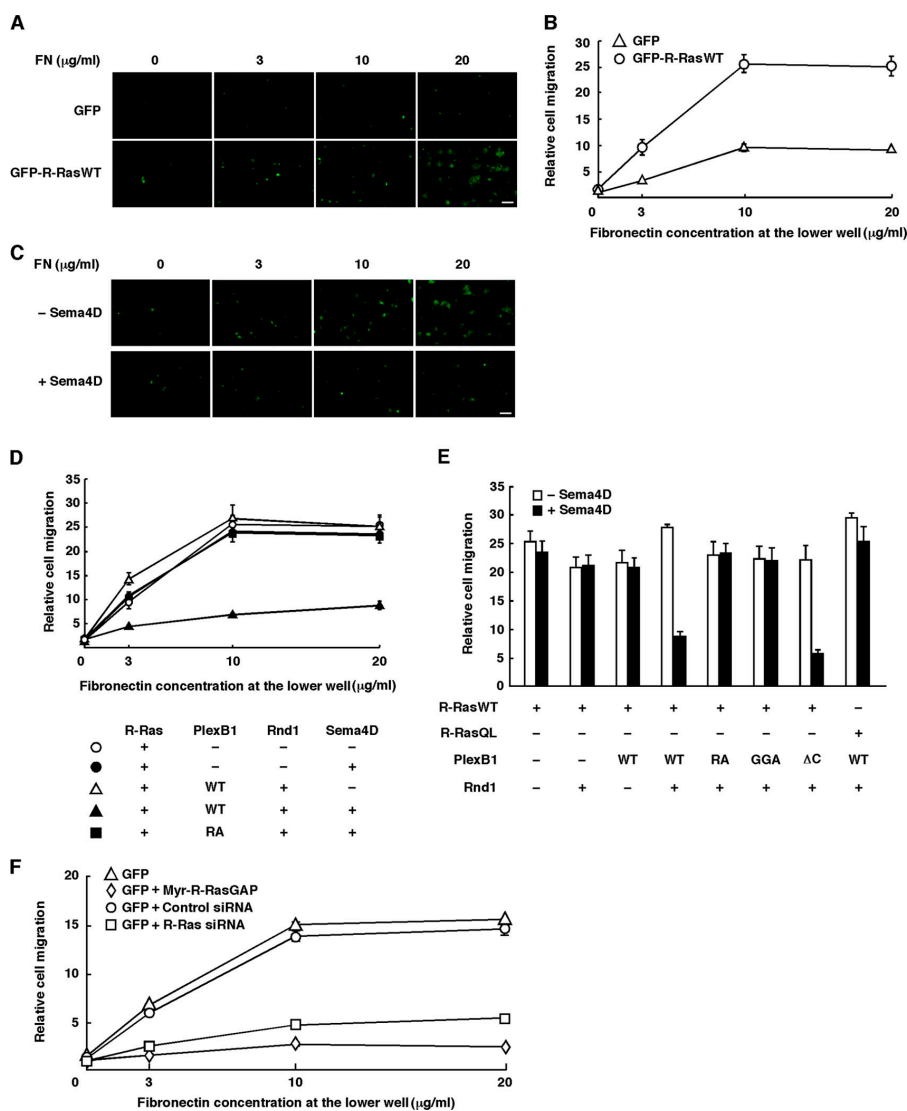 A
FN (μg/ml)
0 3 10 20
GFP
GFP-R-RasWT
B
GFP
GFP-R-RasWT
Relative cell migration
30
25
20
15
10
5
0 3 10 20
Fibronectin concentration at the lower well (μg/ml)
C
FN (μg/ml)
0 3 10 20
– Sema4D
+ Sema4D
D
Relative cell migration
35
30
25
20
15
10
5
0 3 10 20
Fibronectin concentration at the lower well (μg/ml)
R-Ras PlexB1 Rnd1 Sema4D
+ – – –
+ – – +
+ WT + –
+ WT + +
+ RA + +
E
– Sema4D
+ Sema4D
Relative cell migration
35
30
25
20
15
10
5
0
R-RasWT + + + + + + + –
R-RasQL +
PlexB1 – – WT WT RA GGA ΔC WT
Rnd1 – + – + + + + +
F
GFP
GFP + Myr-R-RasGAP
GFP + Control siRNA
GFP + R-Ras siRNA
Relative cell migration
20
15
10
5
0 3 10 20
Fibronectin concentration at the lower well (μg/ml)